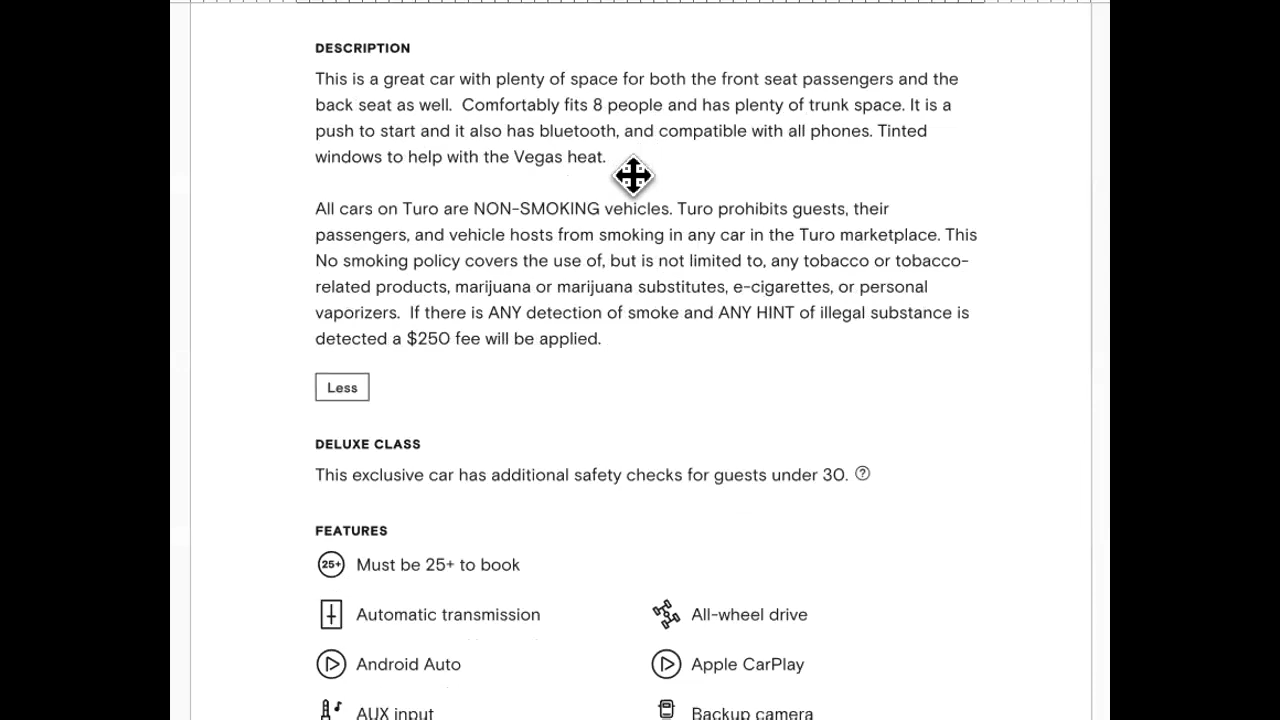 DESCRIPTION
This is a great car with plenty of space for both the front seat passengers and the
back seat as well.  Comfortably fits 8 people and has plenty of trunk space. It is a
push to start and it also has bluetooth, and compatible with all phones. Tinted
windows to help with the Vegas heat.
All cars on Turo are NON-SMOKING vehicles. Turo prohibits guests, their
passengers, and vehicle hosts from smoking in any car in the Turo marketplace. This
No smoking policy covers the use of, but is not limited to, any tobacco or tobacco-
related products, marijuana or marijuana substitutes, e-cigarettes, or personal
vaporizers.  If there is ANY detection of smoke and ANY HINT of illegal substance is
detected a $250 fee will be applied.
Less
DELUXE CLASS
This exclusive car has additional safety checks for guests under 30. ?
FEATURES
25+ Must be 25+ to book
Automatic transmission
All-wheel drive
Android Auto
Apple CarPlay
AUX input
Backup camera